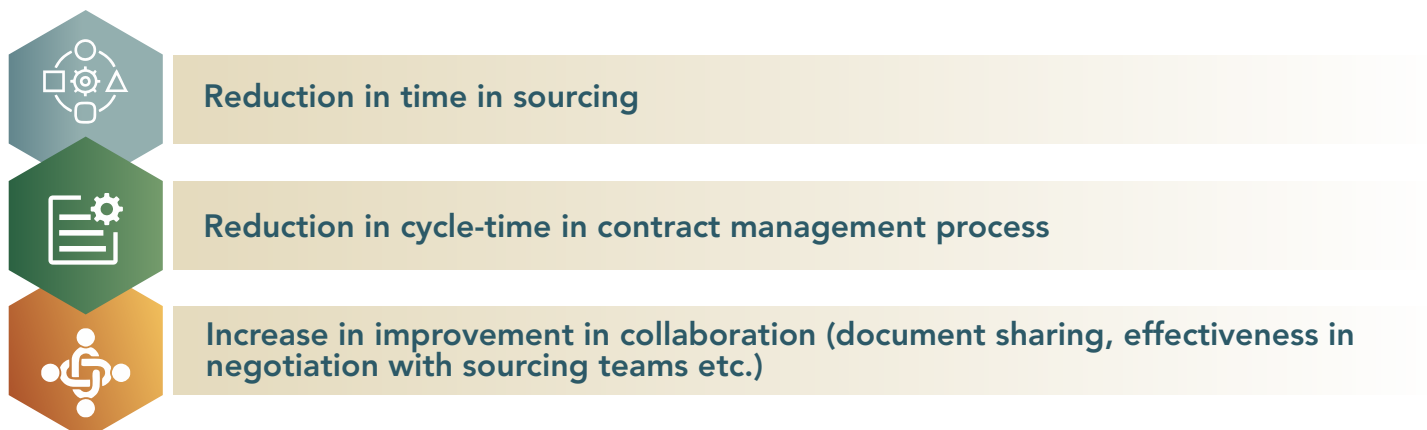 Reduction in time in sourcing
Reduction in cycle-time in contract management process
Increase in improvement in collaboration (document sharing, effectiveness in
negotiation with sourcing teams etc.)